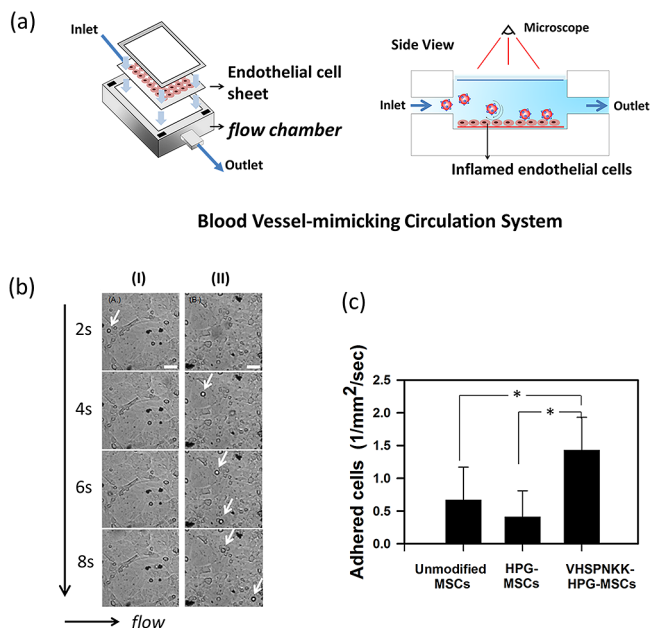 (a)
Inlet
Endothelial cell
sheet
flow chamber
Outlet
Side View
Microscope
Inlet
Outlet
Inflamed endothelial cells
Blood Vessel-mimicking Circulation System
(b)
(I)
(II)
(A.)
(B.)
2s
4s
6s
8s
flow
(c)
Adhered cells (1/mm²/sec)
2.5
2.0
1.5
1.0
0.5
0.0
*
*
Unmodified
MSCs
HPG-
MSCs
VHSPNKK-
HPG-MSCs